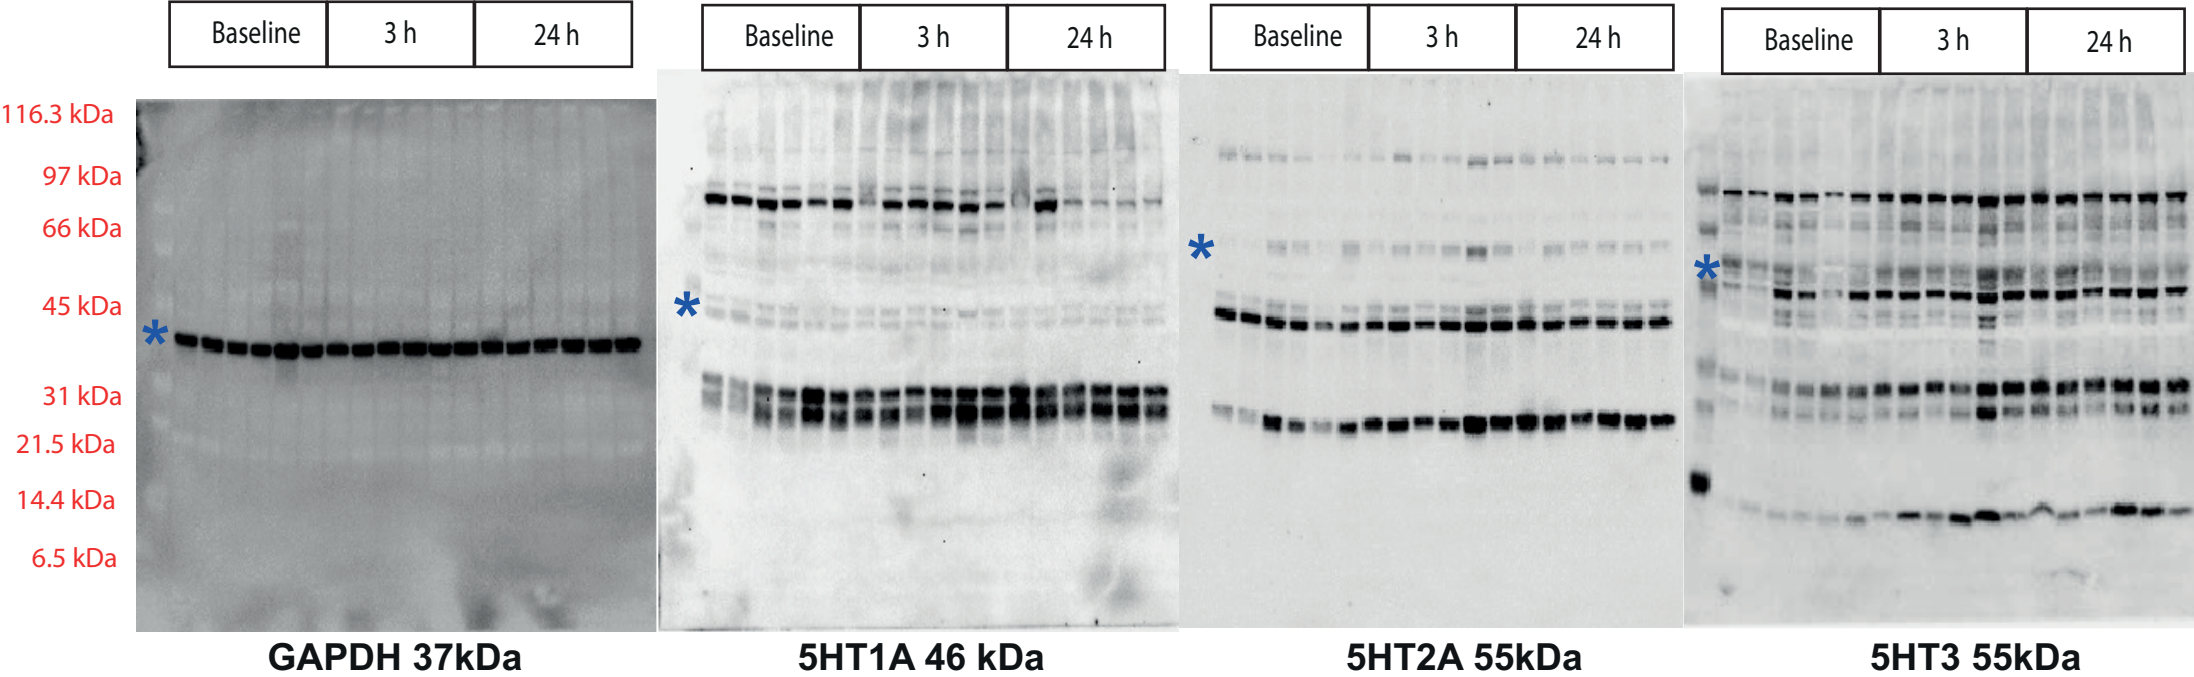 Baseline 3 h 24 h
Baseline 3 h 24 h
Baseline 3 h 24 h
Baseline 3 h 24 h
116.3 kDa
97 kDa
66 kDa
45 kDa
31 kDa
21.5 kDa
14.4 kDa
6.5 kDa
*
*
*
*
GAPDH 37kDa
5HT1A 46 kDa
5HT2A 55kDa
5HT3 55kDa